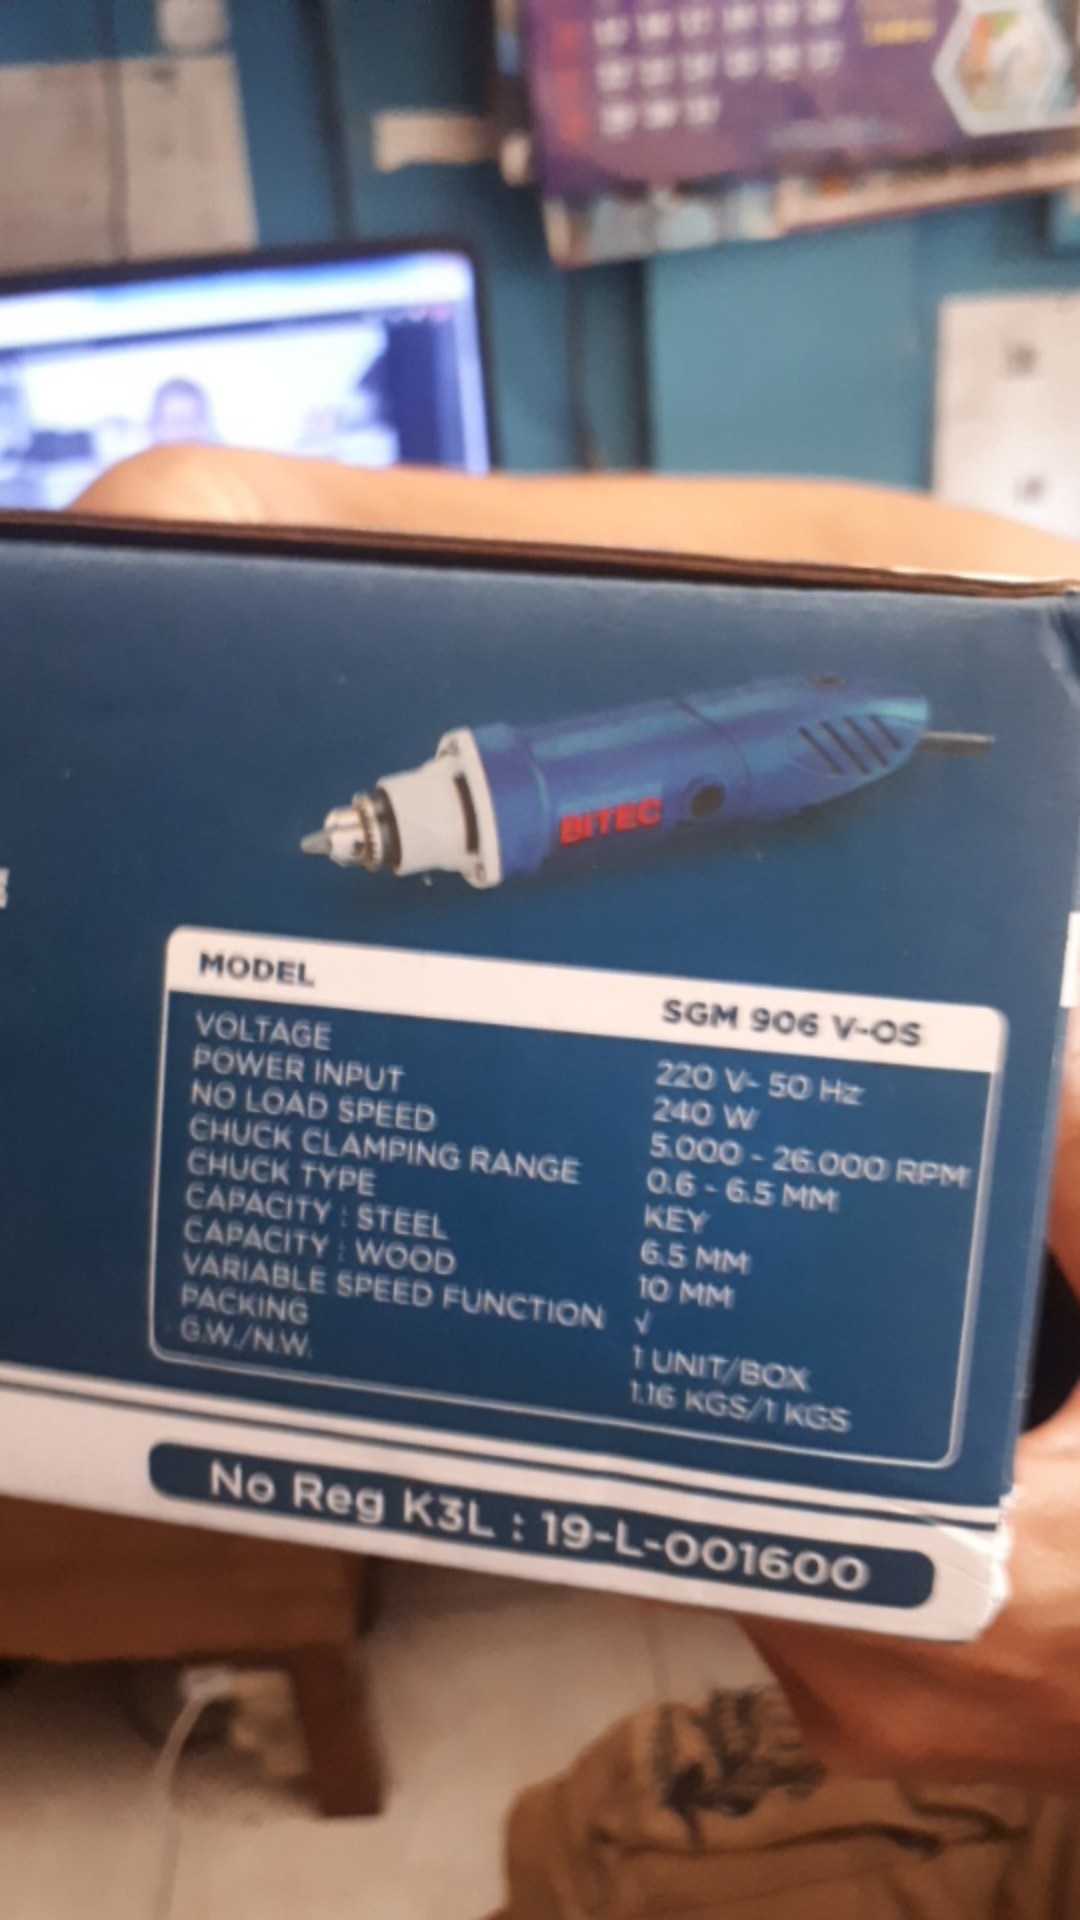 BITEC
MODEL SGM 906 V-OS
VOLTAGE 220 V- 50 Hz
POWER INPUT 240 W
NO LOAD SPEED 5.000 - 26.000 RPM
CHUCK CLAMPING RANGE 0.6 - 6.5 MM
CHUCK TYPE KEY
CAPACITY : STEEL 6.5 MM
CAPACITY : WOOD 10 MM
VARIABLE SPEED FUNCTION √
PACKING 1 UNIT/BOX
G.W./N.W. 1.16 KGS/1 KGS
No Reg K3L : 19-L-001600